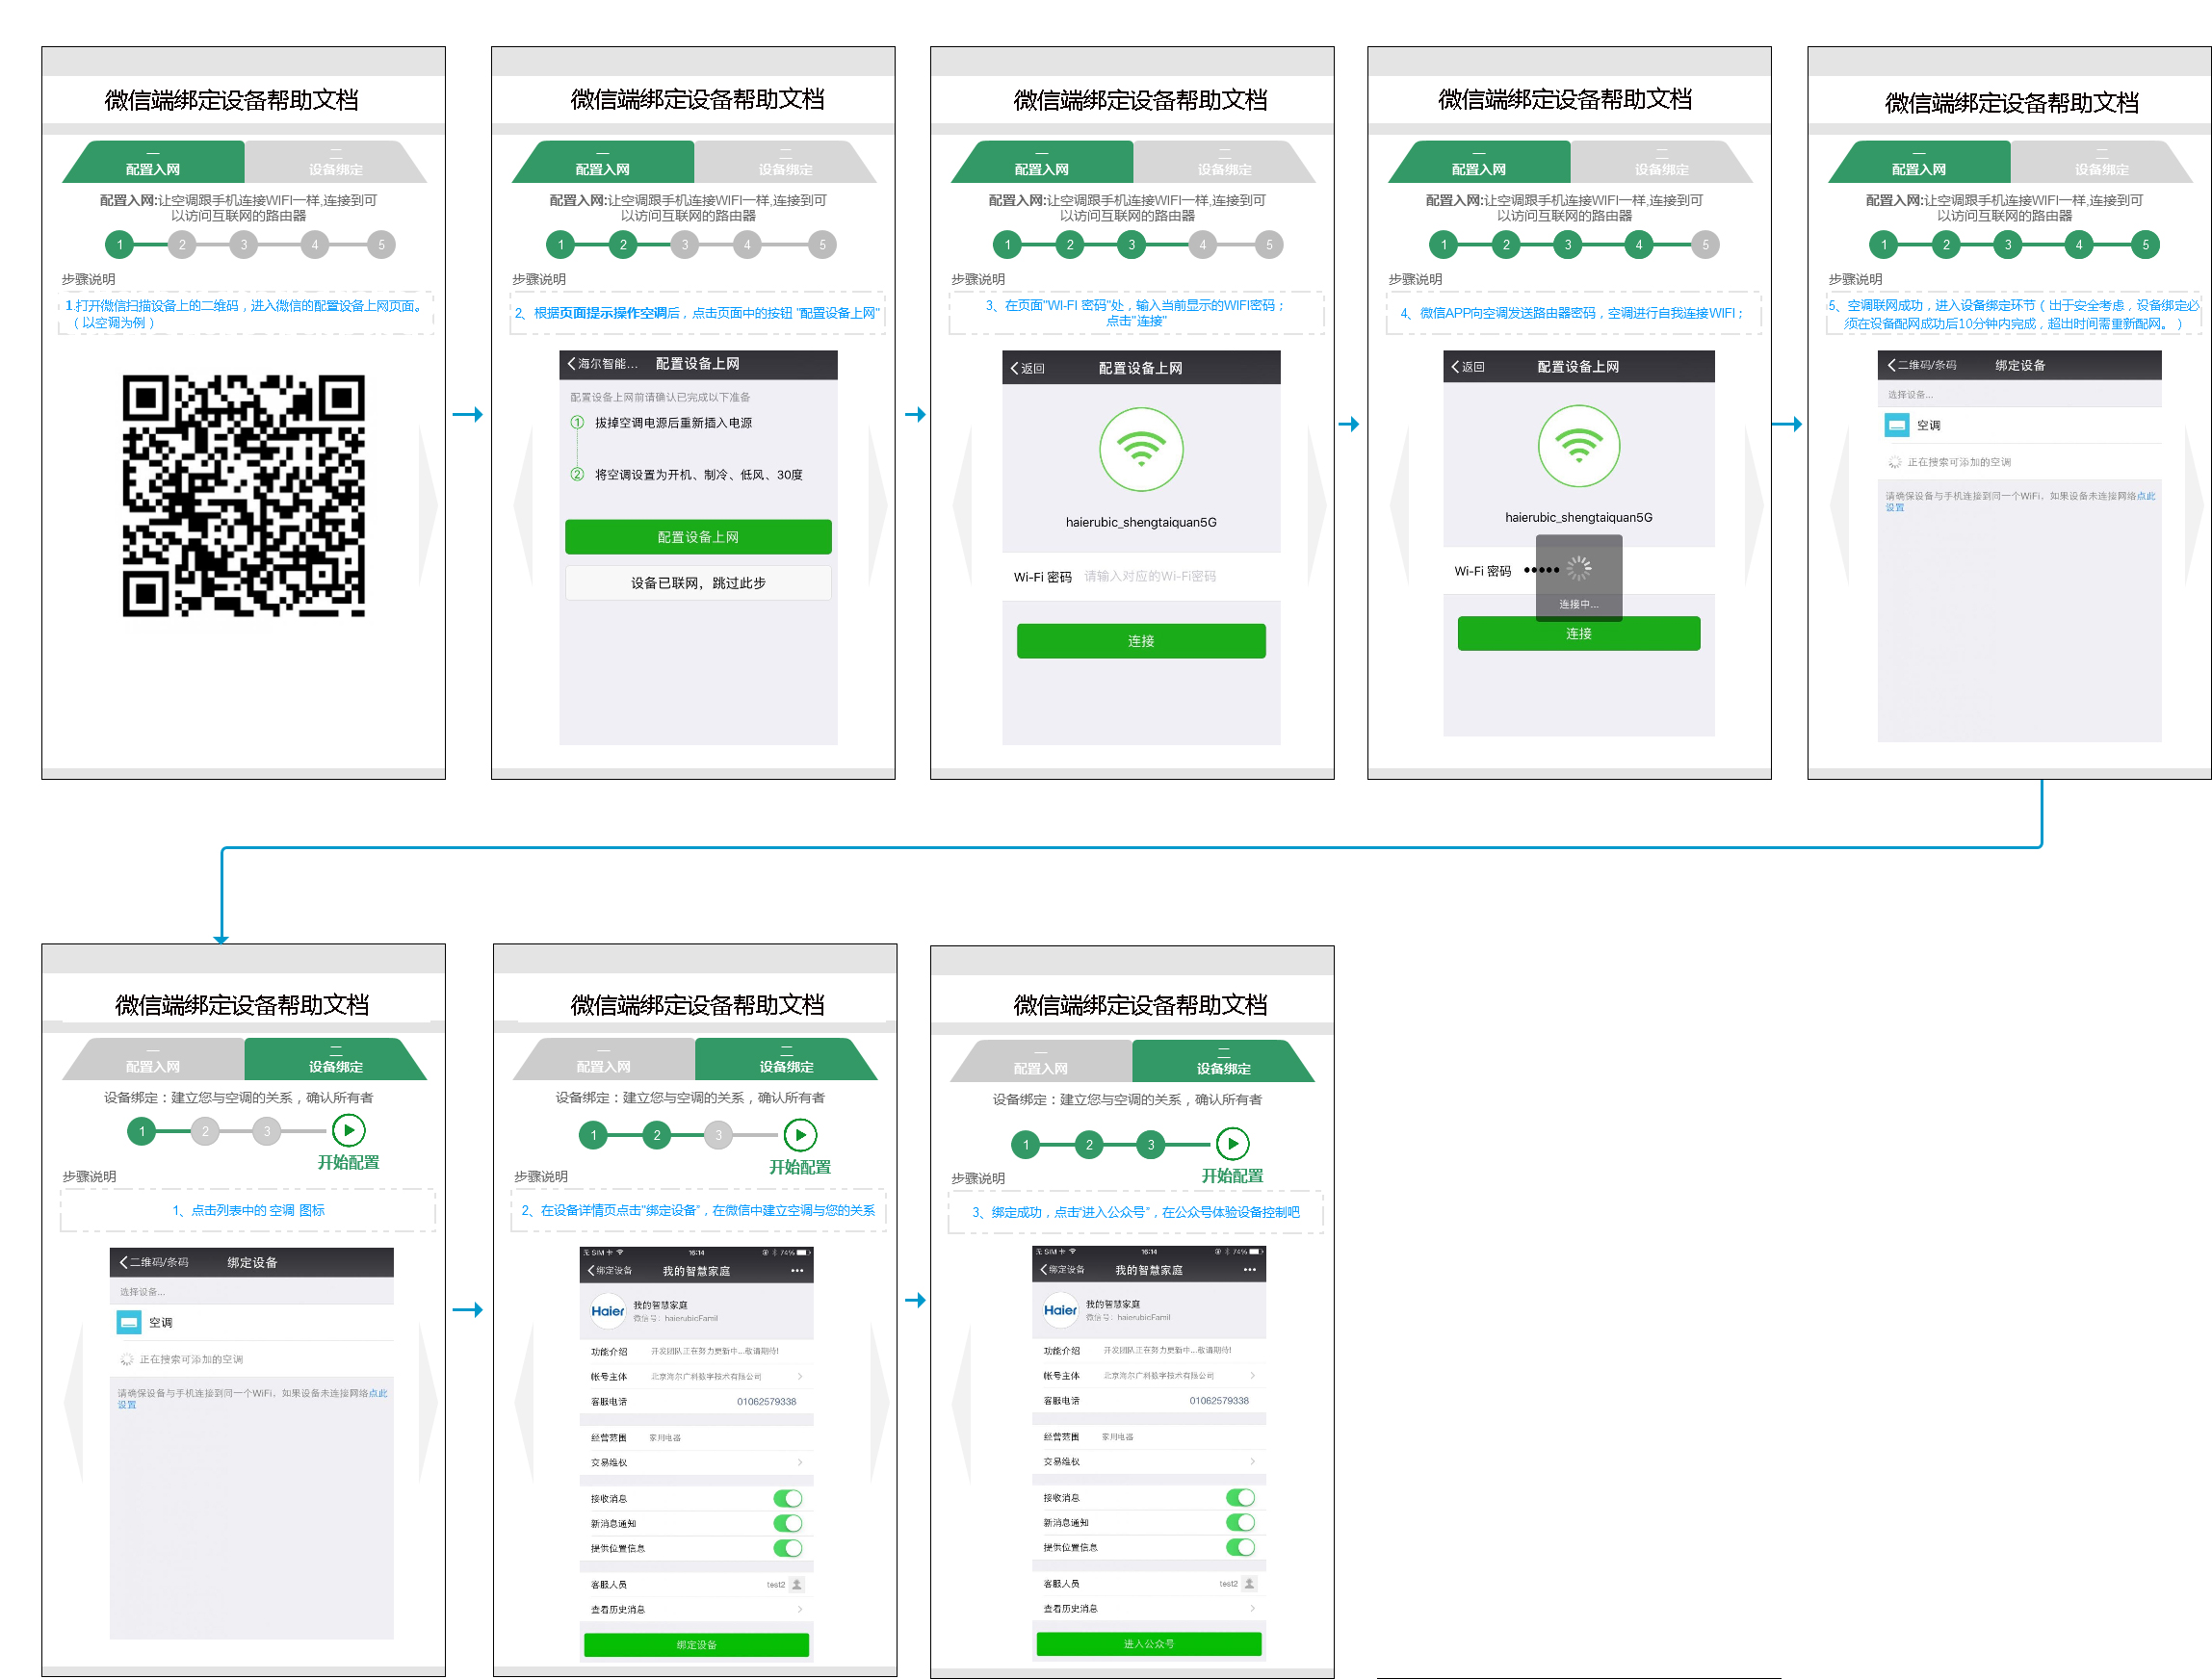 微信端绑定设备帮助文档
一
配置入网
二
设备绑定
配置入网:让空调跟手机连接WIFI一样,连接到可
以访问互联网的路由器
1 2 3 4 5
步骤说明
1.打开微信扫描设备上的二维码，进入微信的配置设备上网页面。
（以空调为例）
微信端绑定设备帮助文档
一
配置入网
二
设备绑定
配置入网:让空调跟手机连接WIFI一样,连接到可
以访问互联网的路由器
1 2 3 4 5
步骤说明
2、根据页面提示操作空调后，点击页面中的按钮 "配置设备上网"
海尔智能... 配置设备上网
配置设备上网前请确认已完成以下准备
1 拔掉空调电源后重新插入电源
2 将空调设置为开机、制冷、低风、30度
配置设备上网
设备已联网，跳过此步
微信端绑定设备帮助文档
一
配置入网
二
设备绑定
配置入网:让空调跟手机连接WIFI一样,连接到可
以访问互联网的路由器
1 2 3 4 5
步骤说明
3、在页面"WI-FI 密码"处，输入当前显示的WIFI密码；
点击"连接"
返回 配置设备上网
haierubic_shengtaiquan5G
Wi-Fi 密码 请输入对应的Wi-Fi密码
连接
微信端绑定设备帮助文档
一
配置入网
二
设备绑定
配置入网:让空调跟手机连接WIFI一样,连接到可
以访问互联网的路由器
1 2 3 4 5
步骤说明
4、 微信APP向空调发送路由器密码，空调进行自我连接WIFI；
返回 配置设备上网
haierubic_shengtaiquan5G
Wi-Fi 密码 •••••
连接中...
连接
微信端绑定设备帮助文档
一
配置入网
二
设备绑定
配置入网:让空调跟手机连接WIFI一样,连接到可
以访问互联网的路由器
1 2 3 4 5
步骤说明
5、空调联网成功，进入设备绑定环节（出于安全考虑，设备绑定必
须在设备配网成功后10分钟内完成，超出时间需重新配网。）
二维码/条码 绑定设备
选择设备...
空调
正在搜索可添加的空调
请确保设备与手机连接到同一个WiFi，如果设备未连接网络点此
设置
微信端绑定设备帮助文档
一
配置入网
二
设备绑定
设备绑定：建立您与空调的关系，确认所有者
1 2 3
开始配置
步骤说明
1、点击列表中的 空调 图标
二维码/条码 绑定设备
选择设备...
空调
正在搜索可添加的空调
请确保设备与手机连接到同一个WiFi，如果设备未连接网络点此
设置
微信端绑定设备帮助文档
一
配置入网
二
设备绑定
设备绑定：建立您与空调的关系，确认所有者
1 2 3
开始配置
步骤说明
2、在设备详情页点击"绑定设备"，在微信中建立空调与您的关系
无 SIM 卡 16:14 74%
绑定设备 我的智慧家庭 •••
Haier 我的智慧家庭
微信号：haierubicFamil
功能介绍 开发团队正在努力更新中...敬请期待!
帐号主体 北京海尔广科数字技术有限公司
客服电话 01062579338
经营范围 家用电器
交易维权
接收消息
新消息通知
提供位置信息
客服人员 test2
查看历史消息
绑定设备
微信端绑定设备帮助文档
一
配置入网
二
设备绑定
设备绑定：建立您与空调的关系，确认所有者
1 2 3
开始配置
步骤说明
3、绑定成功，点击"进入公众号"，在公众号体验设备控制吧
无 SIM 卡 16:14 74%
绑定设备 我的智慧家庭 •••
Haier 我的智慧家庭
微信号：haierubicFamil
功能介绍 开发团队正在努力更新中...敬请期待!
帐号主体 北京海尔广科数字技术有限公司
客服电话 01062579338
经营范围 家用电器
交易维权
接收消息
新消息通知
提供位置信息
客服人员 test2
查看历史消息
进入公众号